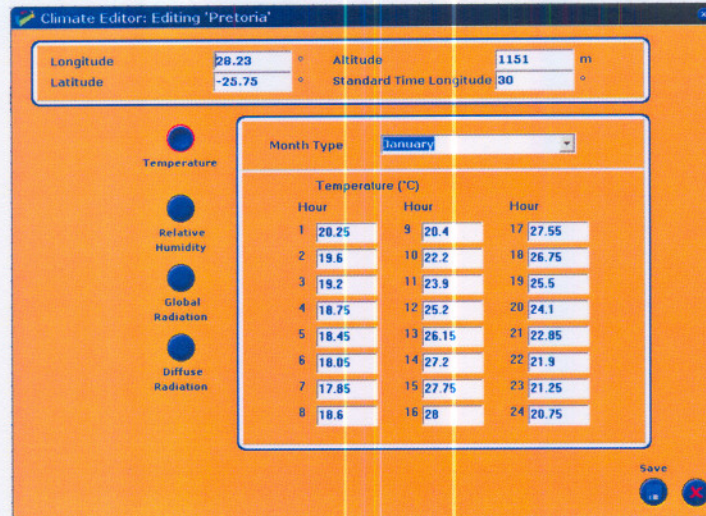 Climate Editor: Editing 'Pretoria'
Longitude 28.23 ° Altitude 1151 m
Latitude -25.75 ° Standard Time Longitude 30 °
Temperature
Relative Humidity
Global Radiation
Diffuse Radiation
Month Type January
Temperature (°C)
Hour Hour Hour
1 20.25 9 20.4 17 27.55
2 19.6 10 22.2 18 26.75
3 19.2 11 23.9 19 25.5
4 18.75 12 25.2 20 24.1
5 18.45 13 26.15 21 22.85
6 18.05 14 27.2 22 21.9
7 17.85 15 27.75 23 21.25
8 18.6 16 28 24 20.75
Save